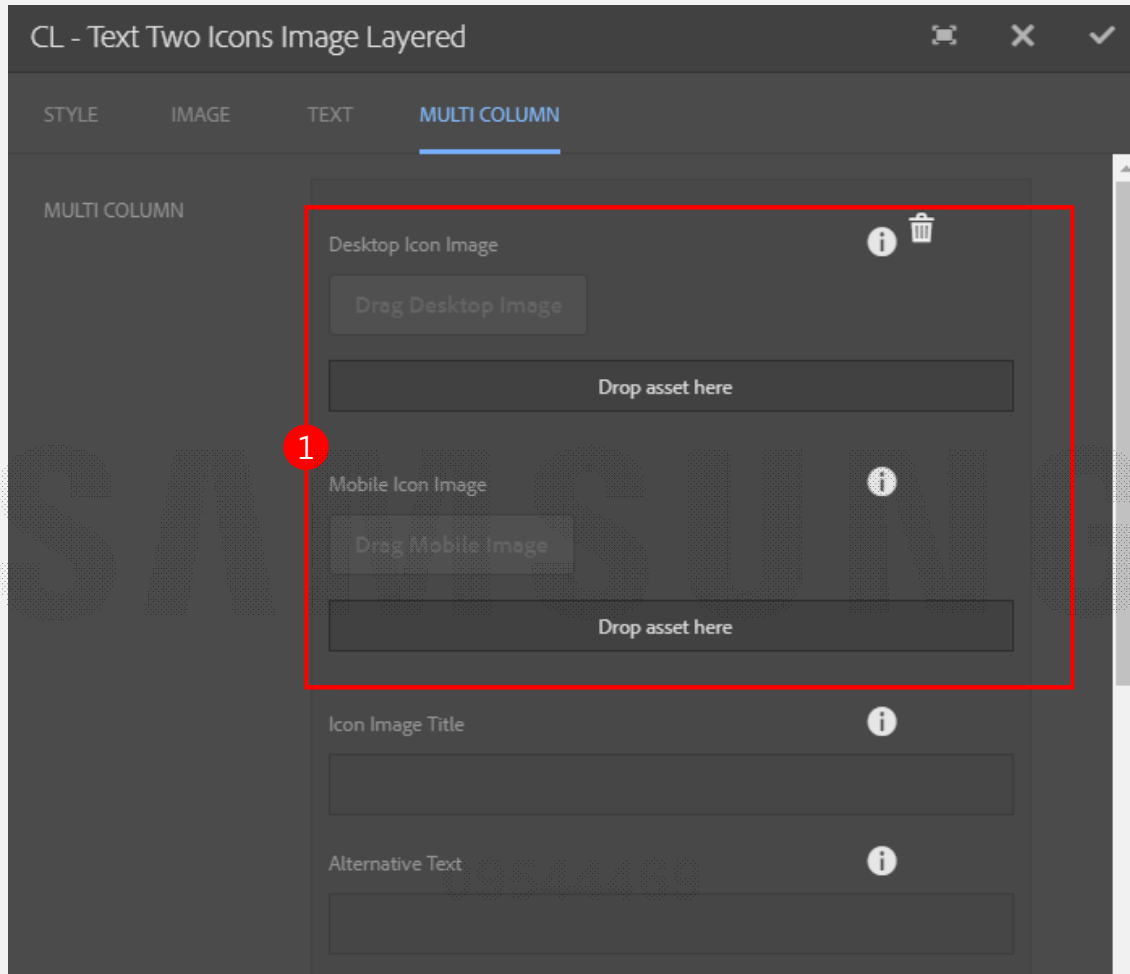 CL - Text Two Icons Image Layered
STYLE IMAGE TEXT MULTI COLUMN
MULTI COLUMN
Desktop Icon Image
Drag Desktop Image
Drop asset here
1
Mobile Icon Image
Drag Mobile Image
Drop asset here
SAMSUNG
Icon Image Title
Alternative Text